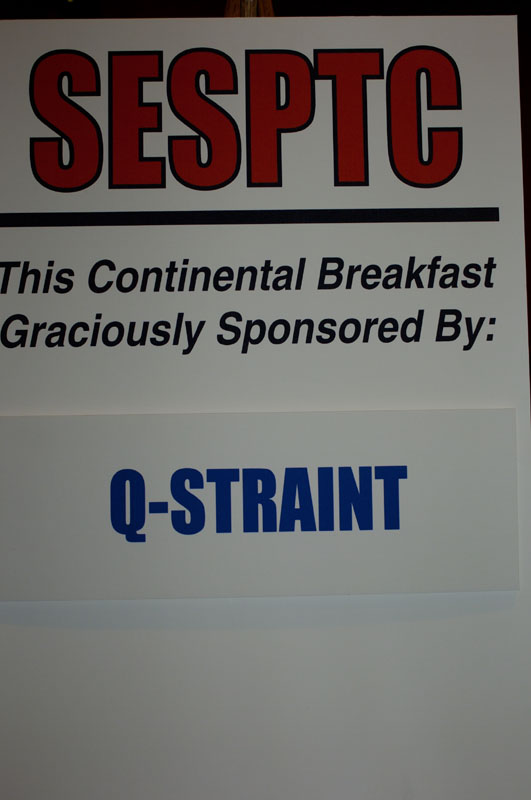 SESPTC
This Continental Breakfast
Graciously Sponsored By:
Q-STRAINT